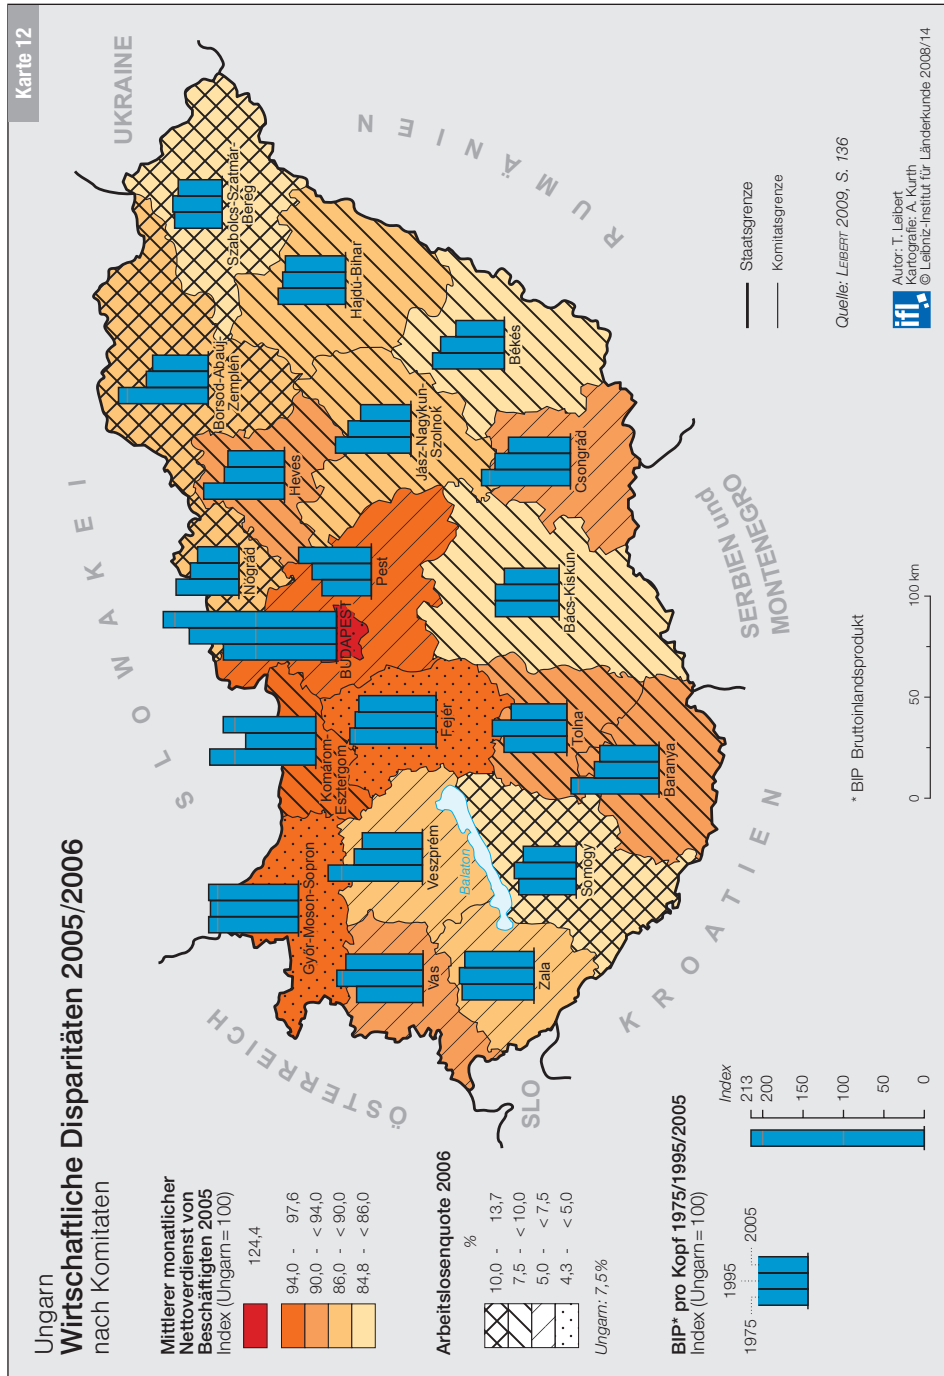 Karte 12
Ungarn
Wirtschaftliche Disparitäten 2005/2006
nach Komitaten
Mittlerer monatlicher
Nettoverdienst von
Beschäftigten 2005
Index (Ungarn = 100)
124,4
94,0 - 97,6
90,0 - < 94,0
86,0 - < 90,0
84,8 - < 86,0
Arbeitslosenquote 2006
%
10,0 - 13,7
7,5 - < 10,0
5,0 - < 7,5
4,3 - < 5,0
Ungarn: 7,5%
BIP* pro Kopf 1975/1995/2005
Index (Ungarn = 100)
1975
1995
2005
Index
213
200
150
100
50
0
ÖSTERREICH
SLOWAKEI
UKRAINE
RUMÄNIEN
SERBIEN und
MONTENEGRO
KROATIEN
SLO
Győr-Moson-Sopron
Komárom-
Esztergom
BUDAPEST
Pest
Nógrád
Heves
Borsod-Abaúj-
Zemplén
Szabolcs-Szatmár-
Bereg
Hajdú-Bihar
Jász-Nagykun-
Szolnok
Békés
Csongrád
Bács-Kiskun
Fejér
Tolna
Baranya
Veszprém
Balaton
Somogy
Vas
Zala
0 50 100 km
* BIP Bruttoinlandsprodukt
Staatsgrenze
Komitatsgrenze
Quelle: LEIBERT 2009, S. 136
ifl
Autor: T. Leibert
Kartografie: A. Kurth
© Leibniz-Institut für Länderkunde 2008/14